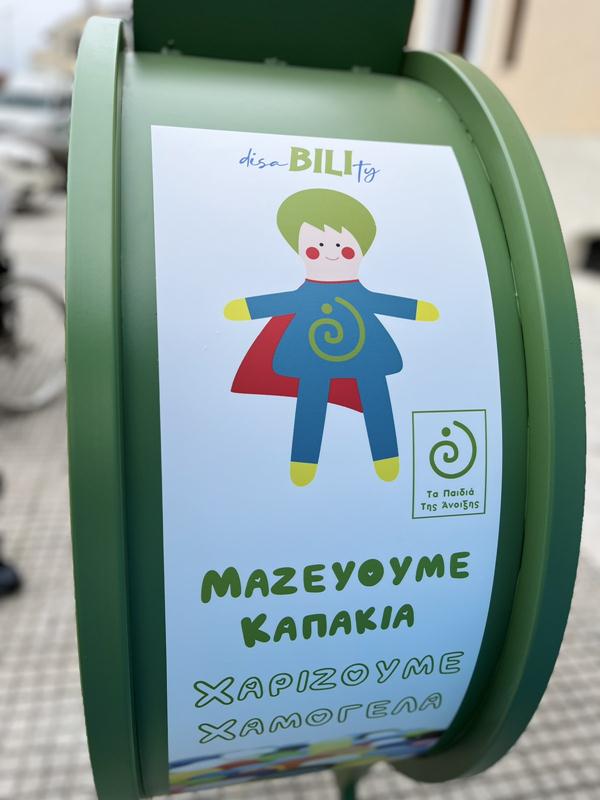 disaBILIty
Τα Παιδιά
Της Άνοιξης
ΜΑΖΕΥΟΥΜΕ
ΚΑΠΑΚΙΑ
ΧΑΡΙΖΟΥΜΕ
ΧΑΜΟΓΕΛΑ